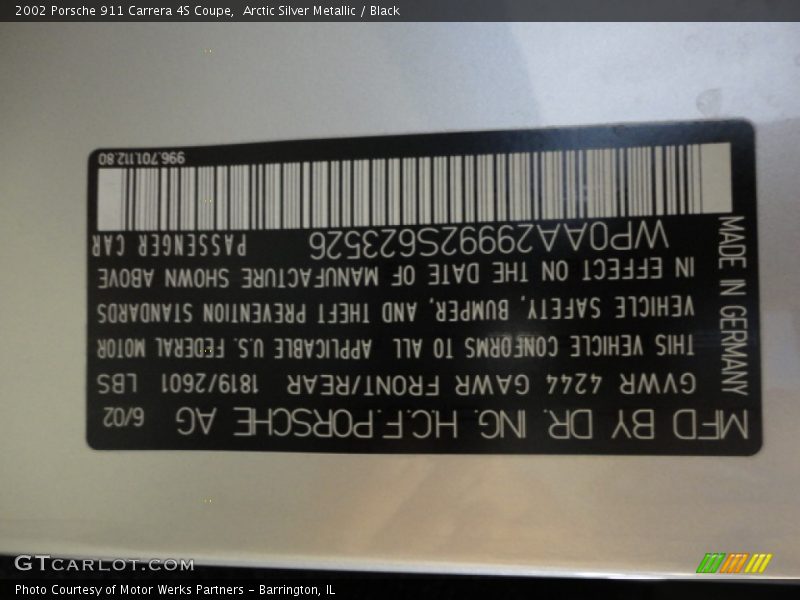 2002 Porsche 911 Carrera 4S Coupe,  Arctic Silver Metallic / Black
MFD BY DR. ING. H.C.F.PORSCHE AG 6/02
GVWR 4244 GAWR FRONT/REAR 1819/2601 LBS
THIS VEHICLE CONFORMS TO ALL APPLICABLE U.S. FEDERAL MOTOR
VEHICLE SAFETY, BUMPER, AND THEFT PREVENTION STANDARDS
IN EFFECT ON THE DATE OF MANUFACTURE SHOWN ABOVE
WP0AA29992S623526 PASSENGER CAR
996.701.112.80
MADE IN GERMANY
GTCARLOT.COM
Photo Courtesy of Motor Werks Partners - Barrington, IL